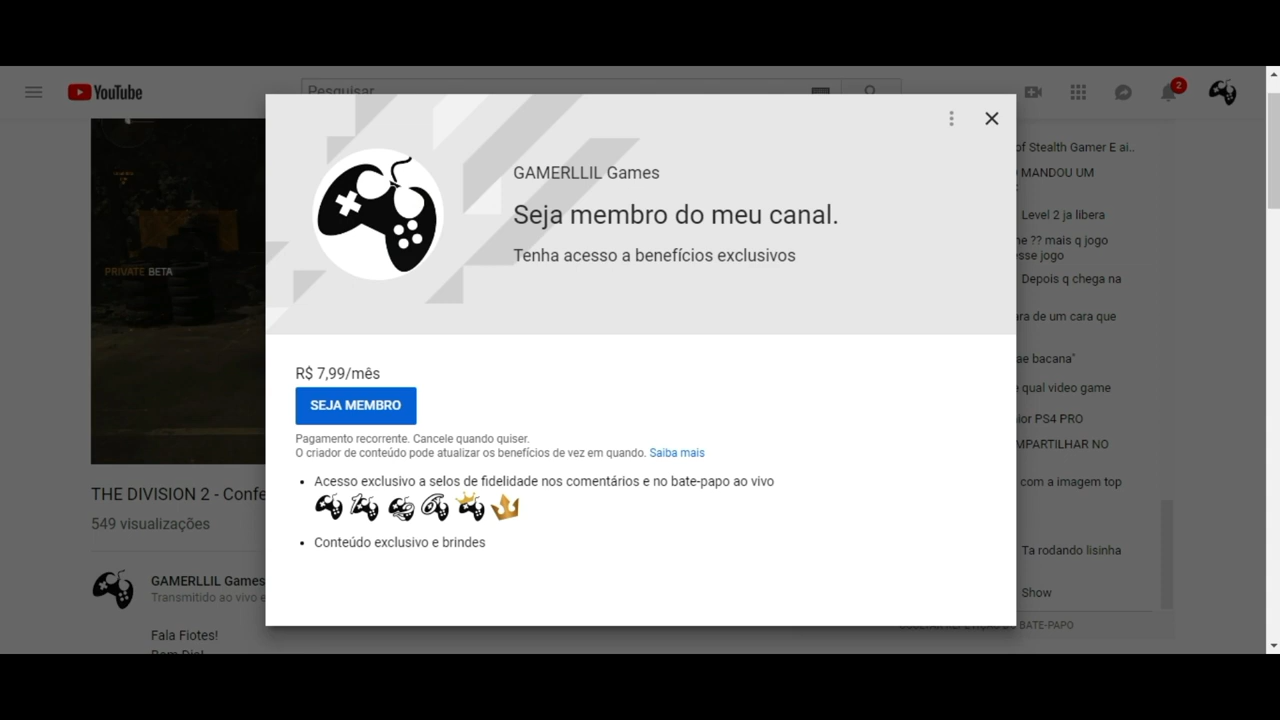 YouTube
Pesquisar
2
GAMERLLIL Games
Seja membro do meu canal.
Tenha acesso a benefícios exclusivos
PRIVATE BETA
R$ 7,99/mês
SEJA MEMBRO
Pagamento recorrente. Cancele quando quiser.
O criador de conteúdo pode atualizar os benefícios de vez em quando. Saiba mais
• Acesso exclusivo a selos de fidelidade nos comentários e no bate-papo ao vivo
• Conteúdo exclusivo e brindes
THE DIVISION 2 - Confe
549 visualizações
GAMERLLIL Games
Transmitido ao vivo e
Fala Fiotes!
Bom Dia!
of Stealth Gamer E ai..
MANDOU UM
Level 2 ja libera
?? mais q jogo
esse jogo
Depois q chega na
ara de um cara que
ae bacana"
qual video game
PS4 PRO
MPARTILHAR NO
com a imagem top
Ta rodando lisinha
Show
BATE-PAPO